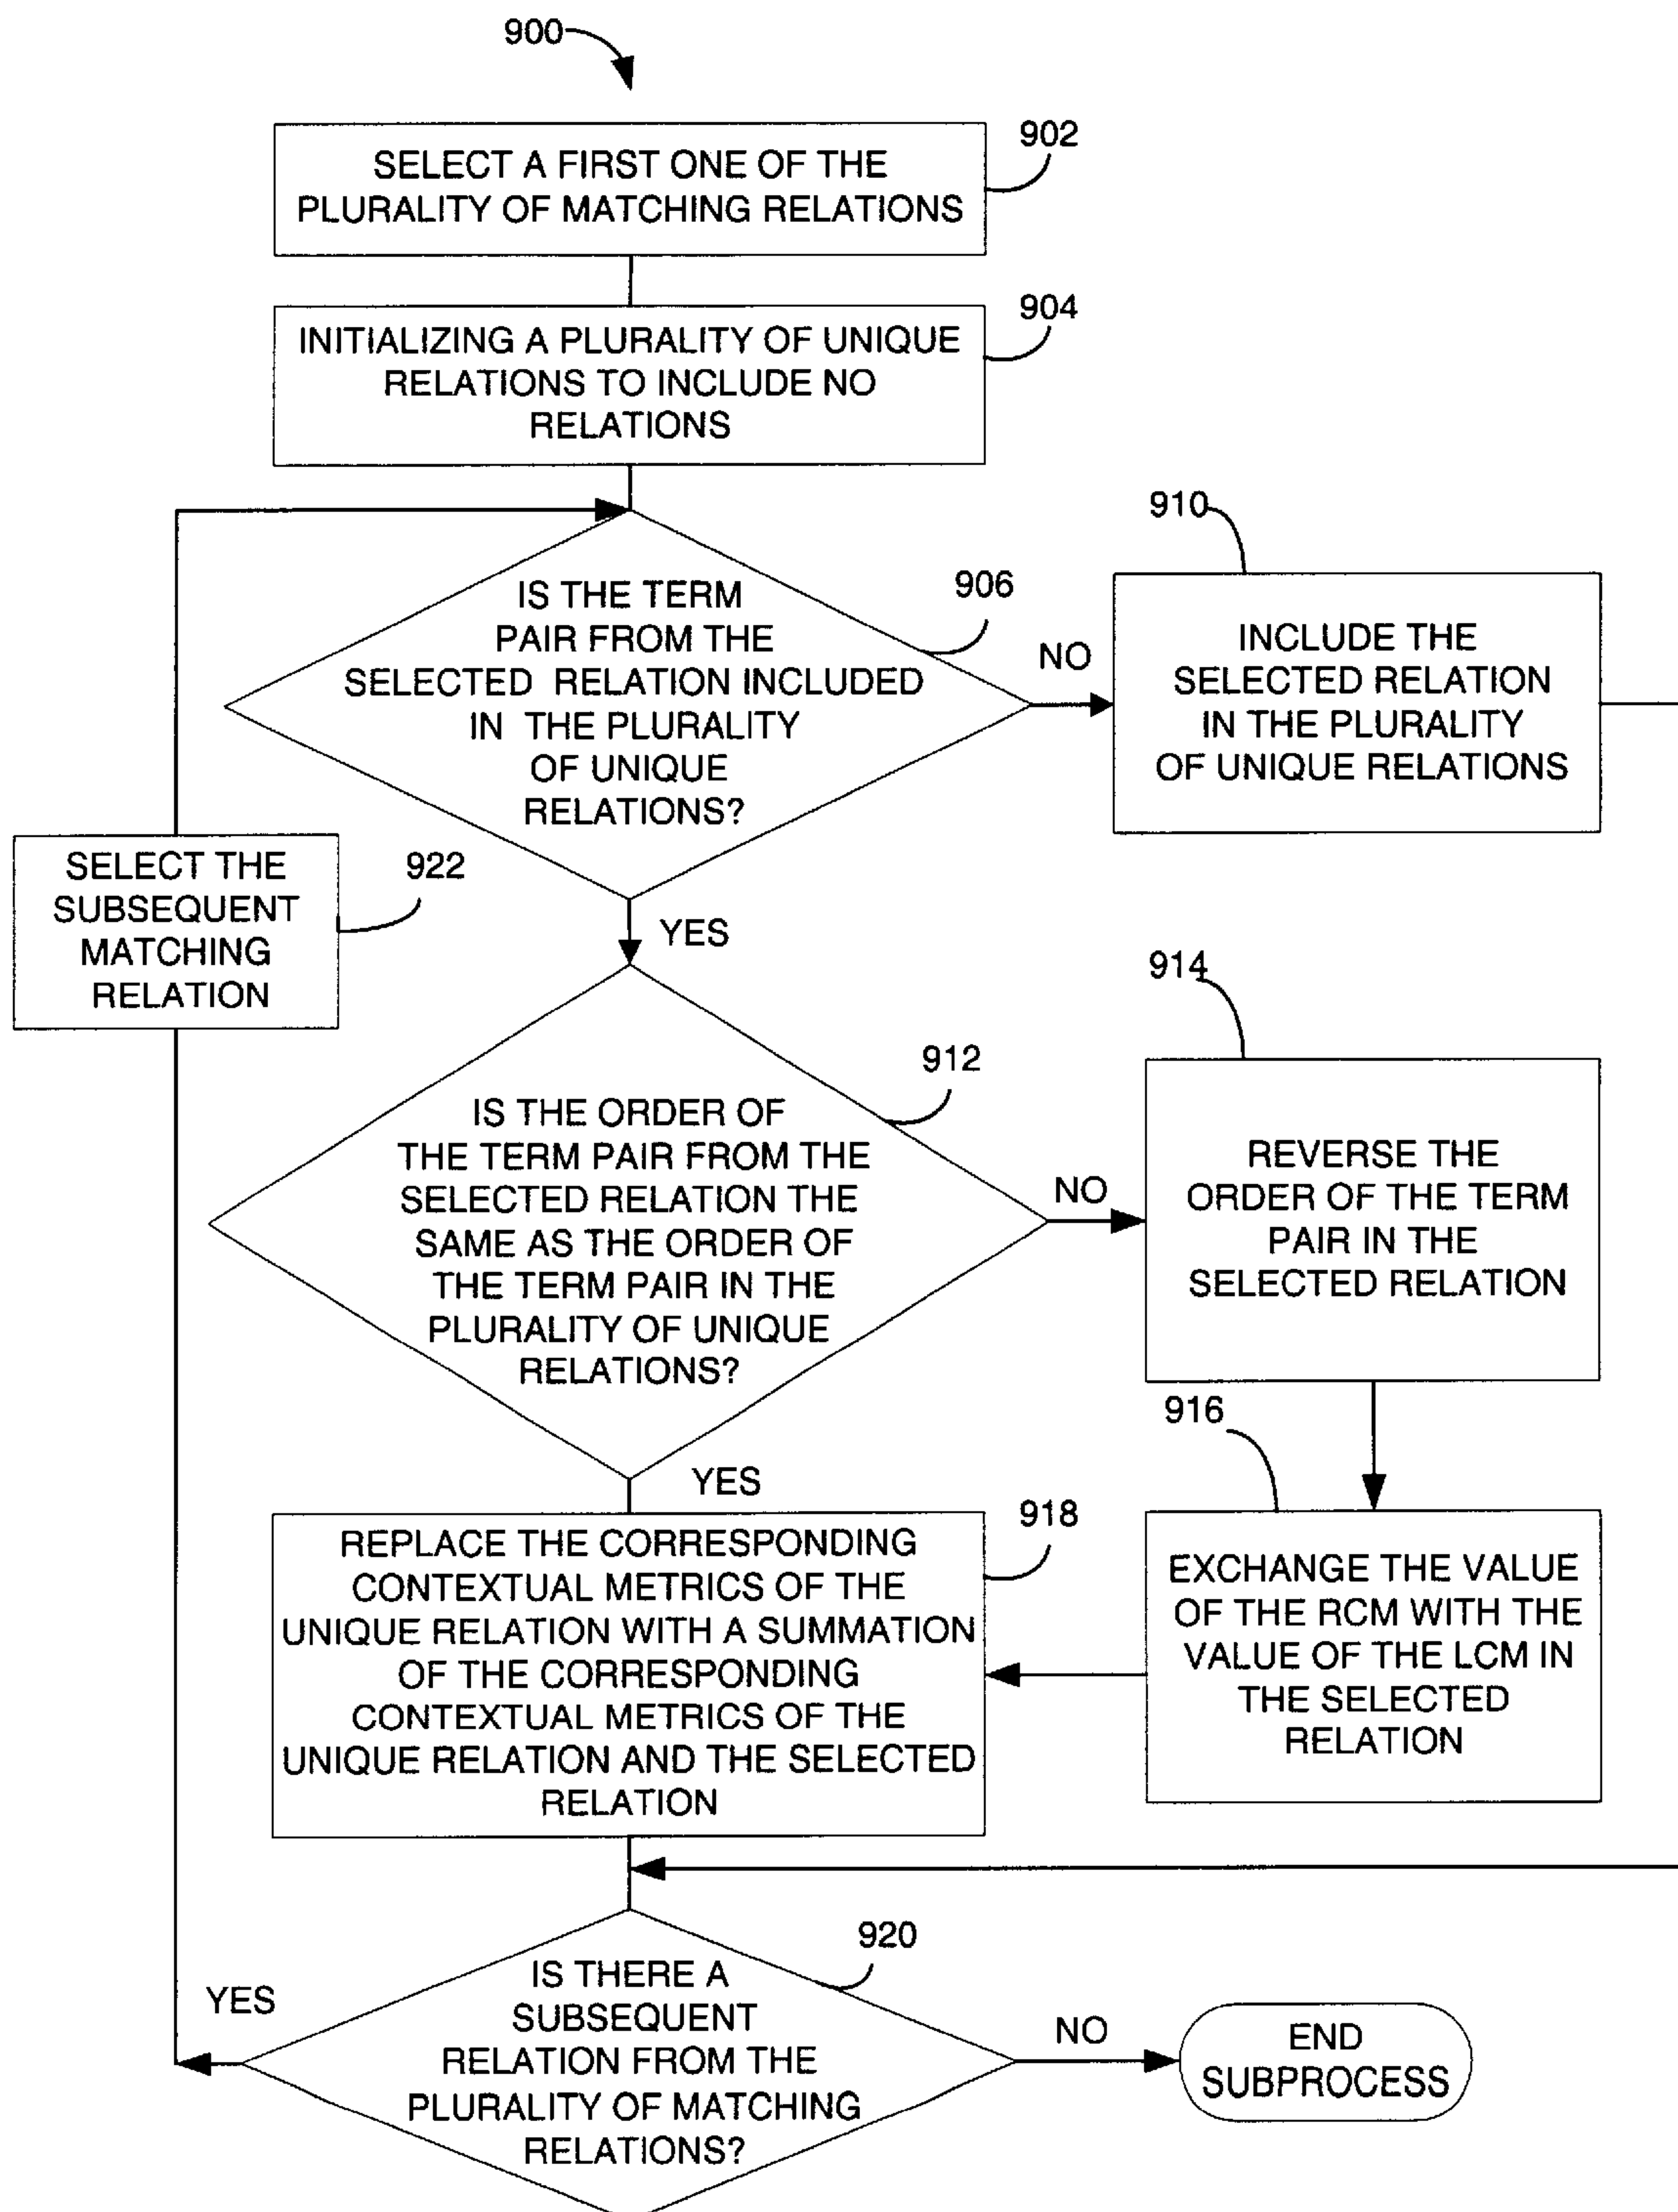 900
902
SELECT A FIRST ONE OF THE
PLURALITY OF MATCHING RELATIONS
904
INITIALIZING A PLURALITY OF UNIQUE
RELATIONS TO INCLUDE NO
RELATIONS
906
IS THE TERM
PAIR FROM THE
SELECTED RELATION INCLUDED
IN THE PLURALITY
OF UNIQUE
RELATIONS?
NO
910
INCLUDE THE
SELECTED RELATION
IN THE PLURALITY
OF UNIQUE RELATIONS
SELECT THE
SUBSEQUENT
MATCHING
RELATION
922
YES
912
IS THE ORDER OF
THE TERM PAIR FROM THE
SELECTED RELATION THE
SAME AS THE ORDER OF
THE TERM PAIR IN THE
PLURALITY OF UNIQUE
RELATIONS?
NO
914
REVERSE THE
ORDER OF THE TERM
PAIR IN THE
SELECTED RELATION
916
EXCHANGE THE VALUE
OF THE RCM WITH THE
VALUE OF THE LCM IN
THE SELECTED
RELATION
YES
918
REPLACE THE CORRESPONDING
CONTEXTUAL METRICS OF THE
UNIQUE RELATION WITH A SUMMATION
OF THE CORRESPONDING
CONTEXTUAL METRICS OF THE
UNIQUE RELATION AND THE SELECTED
RELATION
920
IS THERE A
SUBSEQUENT
RELATION FROM THE
PLURALITY OF MATCHING
RELATIONS?
YES
NO
END
SUBPROCESS